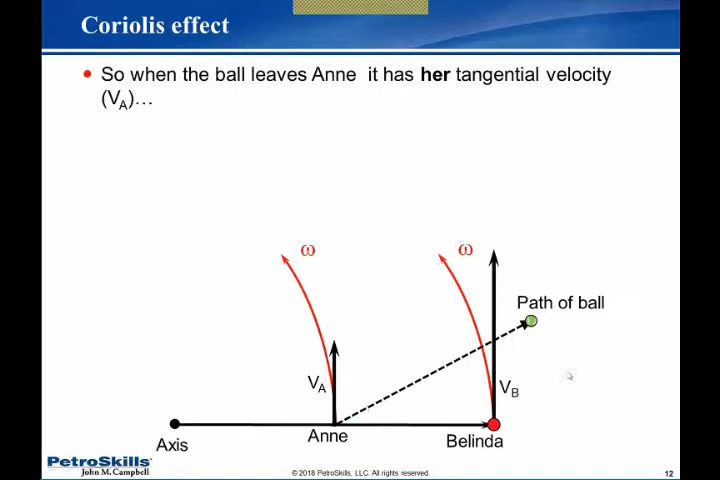 Coriolis effect
• So when the ball leaves Anne it has her tangential velocity
(VA)…
ω
ω
Path of ball
VA
VB
Axis
Anne
Belinda
PetroSkills®
John M. Campbell
© 2018 PetroSkills, LLC. All rights reserved.
12